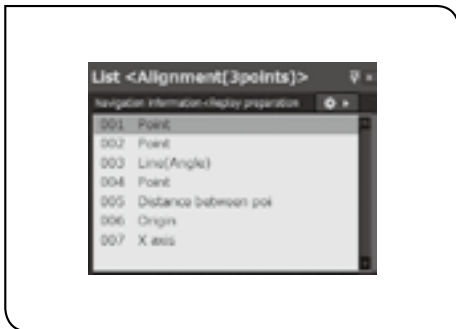 List <Alignment[3points]>
Navigation information<Replay preparation
001 Point
002 Point
003 Line(Angle)
004 Point
005 Distance between poi
006 Origin
007 X axis